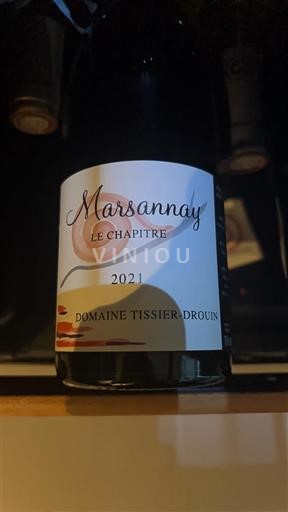 Marsannay
LE CHAPITRE
VINIOU
2021
DOMAINE TISSIER-DROUIN